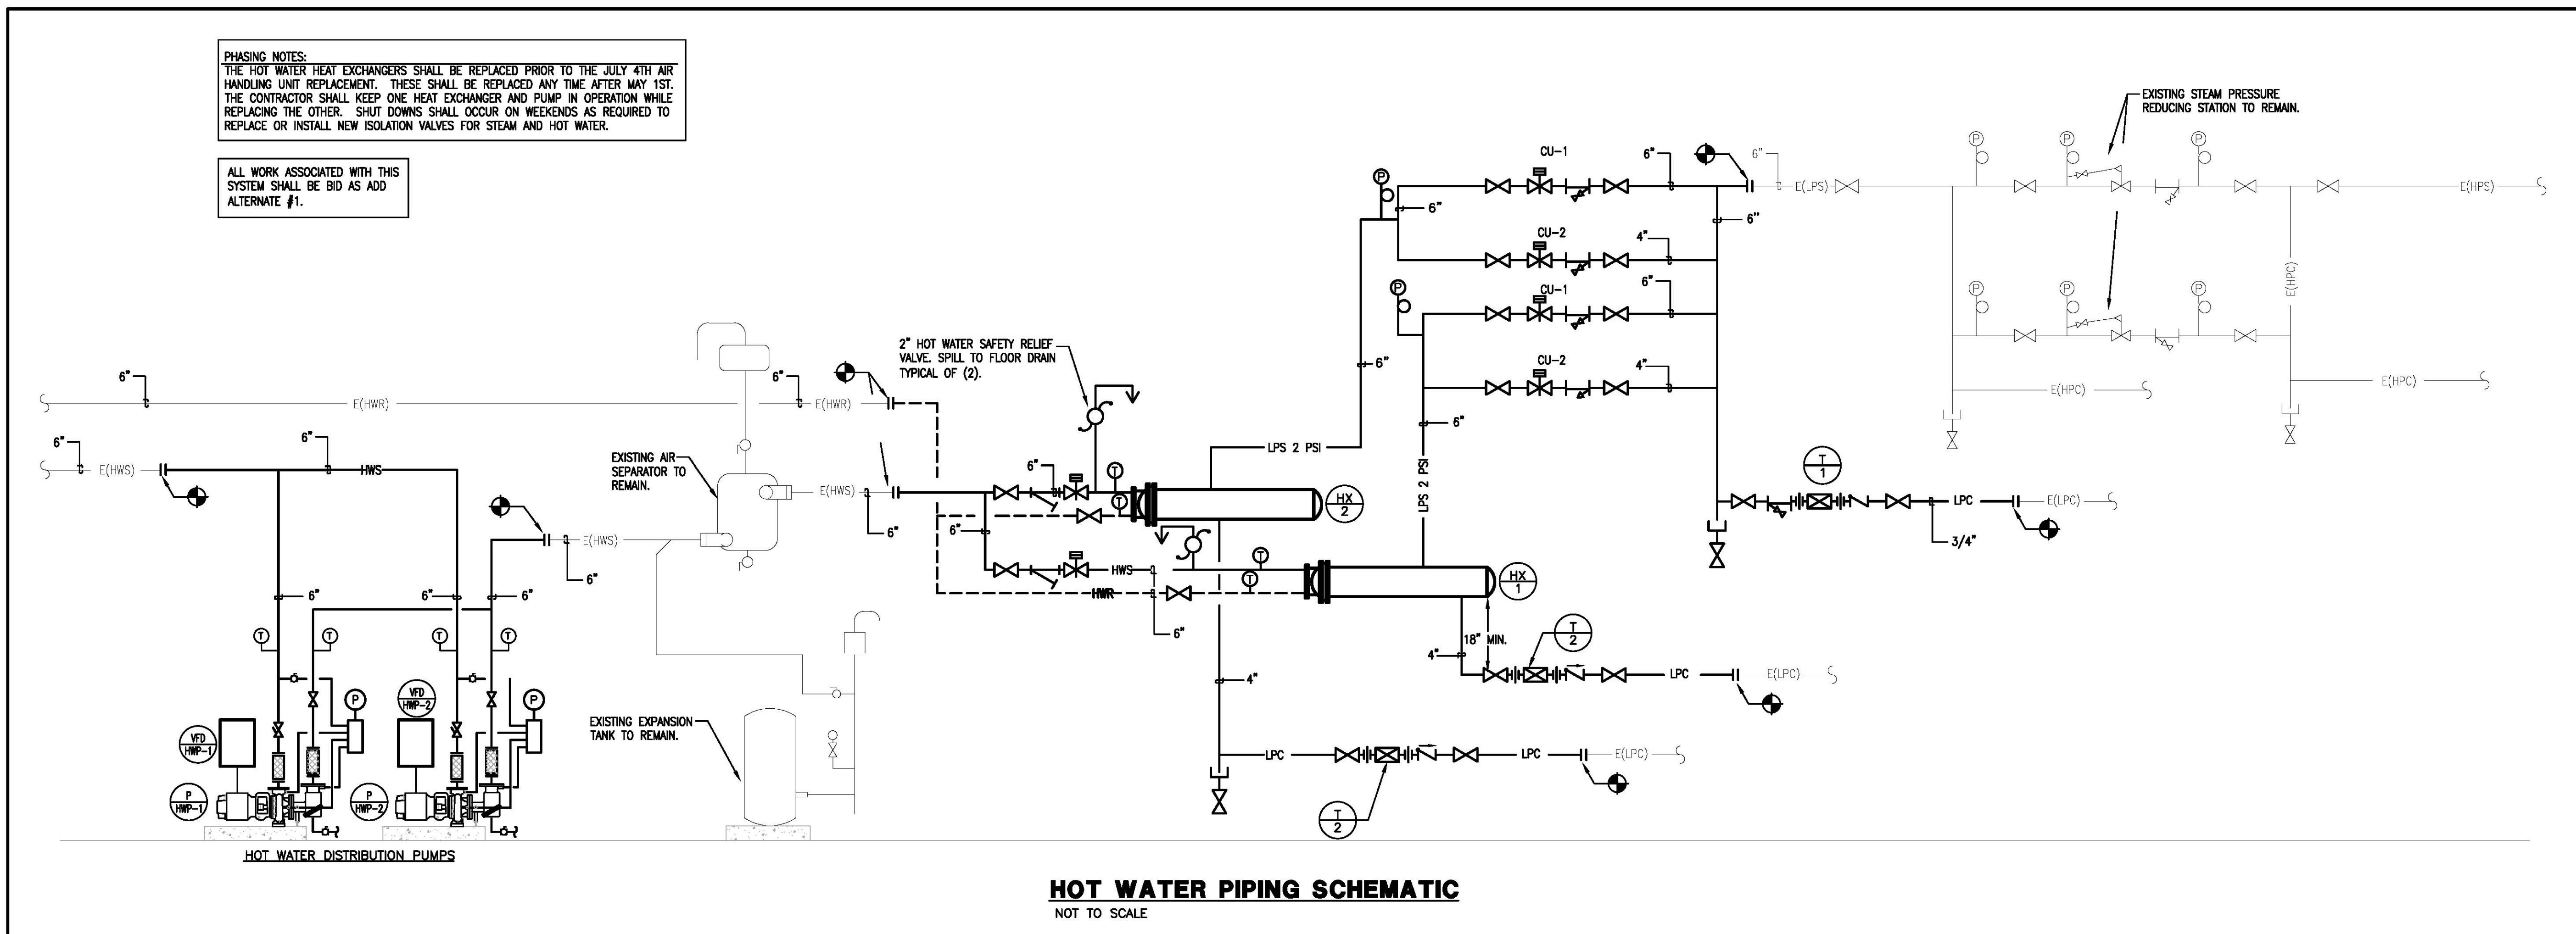 PHASING NOTES:
THE HOT WATER HEAT EXCHANGERS SHALL BE REPLACED PRIOR TO THE JULY 4TH AIR
HANDLING UNIT REPLACEMENT. THESE SHALL BE REPLACED ANY TIME AFTER MAY 1ST.
THE CONTRACTOR SHALL KEEP ONE HEAT EXCHANGER AND PUMP IN OPERATION WHILE
REPLACING THE OTHER. SHUT DOWNS SHALL OCCUR ON WEEKENDS AS REQUIRED TO
REPLACE OR INSTALL NEW ISOLATION VALVES FOR STEAM AND HOT WATER.
ALL WORK ASSOCIATED WITH THIS
SYSTEM SHALL BE BID AS ADD
ALTERNATE #1.
EXISTING STEAM PRESSURE
REDUCING STATION TO REMAIN.
P
P
P
CU-1
6"
6"
P
6"
E(LPS)
E(HPS)
6"
CU-2
4"
E(HPC)
P
CU-1
6"
P
P
P
2" HOT WATER SAFETY RELIEF
VALVE. SPILL TO FLOOR DRAIN
TYPICAL OF (2).
CU-2
4"
6"
6"
6"
E(HWR)
E(HWR)
E(HPC)
E(HPC)
6"
6"
6"
E(HWS)
HWS
EXISTING AIR
SEPARATOR TO
REMAIN.
LPS 2 PSI
LPS 2 PSI
6"
T
T
E(HWS)
6"
HX
2
T
1
LPC
E(LPC)
3/4"
6"
E(HWS)
6"
T
T
HWS
HWR
6"
HX
1
6"
6"
6"
T
T
T
T
18" MIN.
4"
T
2
LPC
E(LPC)
4"
VFD
HWP-2
P
P
VFD
HWP-1
EXISTING EXPANSION
TANK TO REMAIN.
LPC
LPC
E(LPC)
P
HWP-1
P
HWP-2
T
2
HOT WATER DISTRIBUTION PUMPS
HOT WATER PIPING SCHEMATIC
NOT TO SCALE